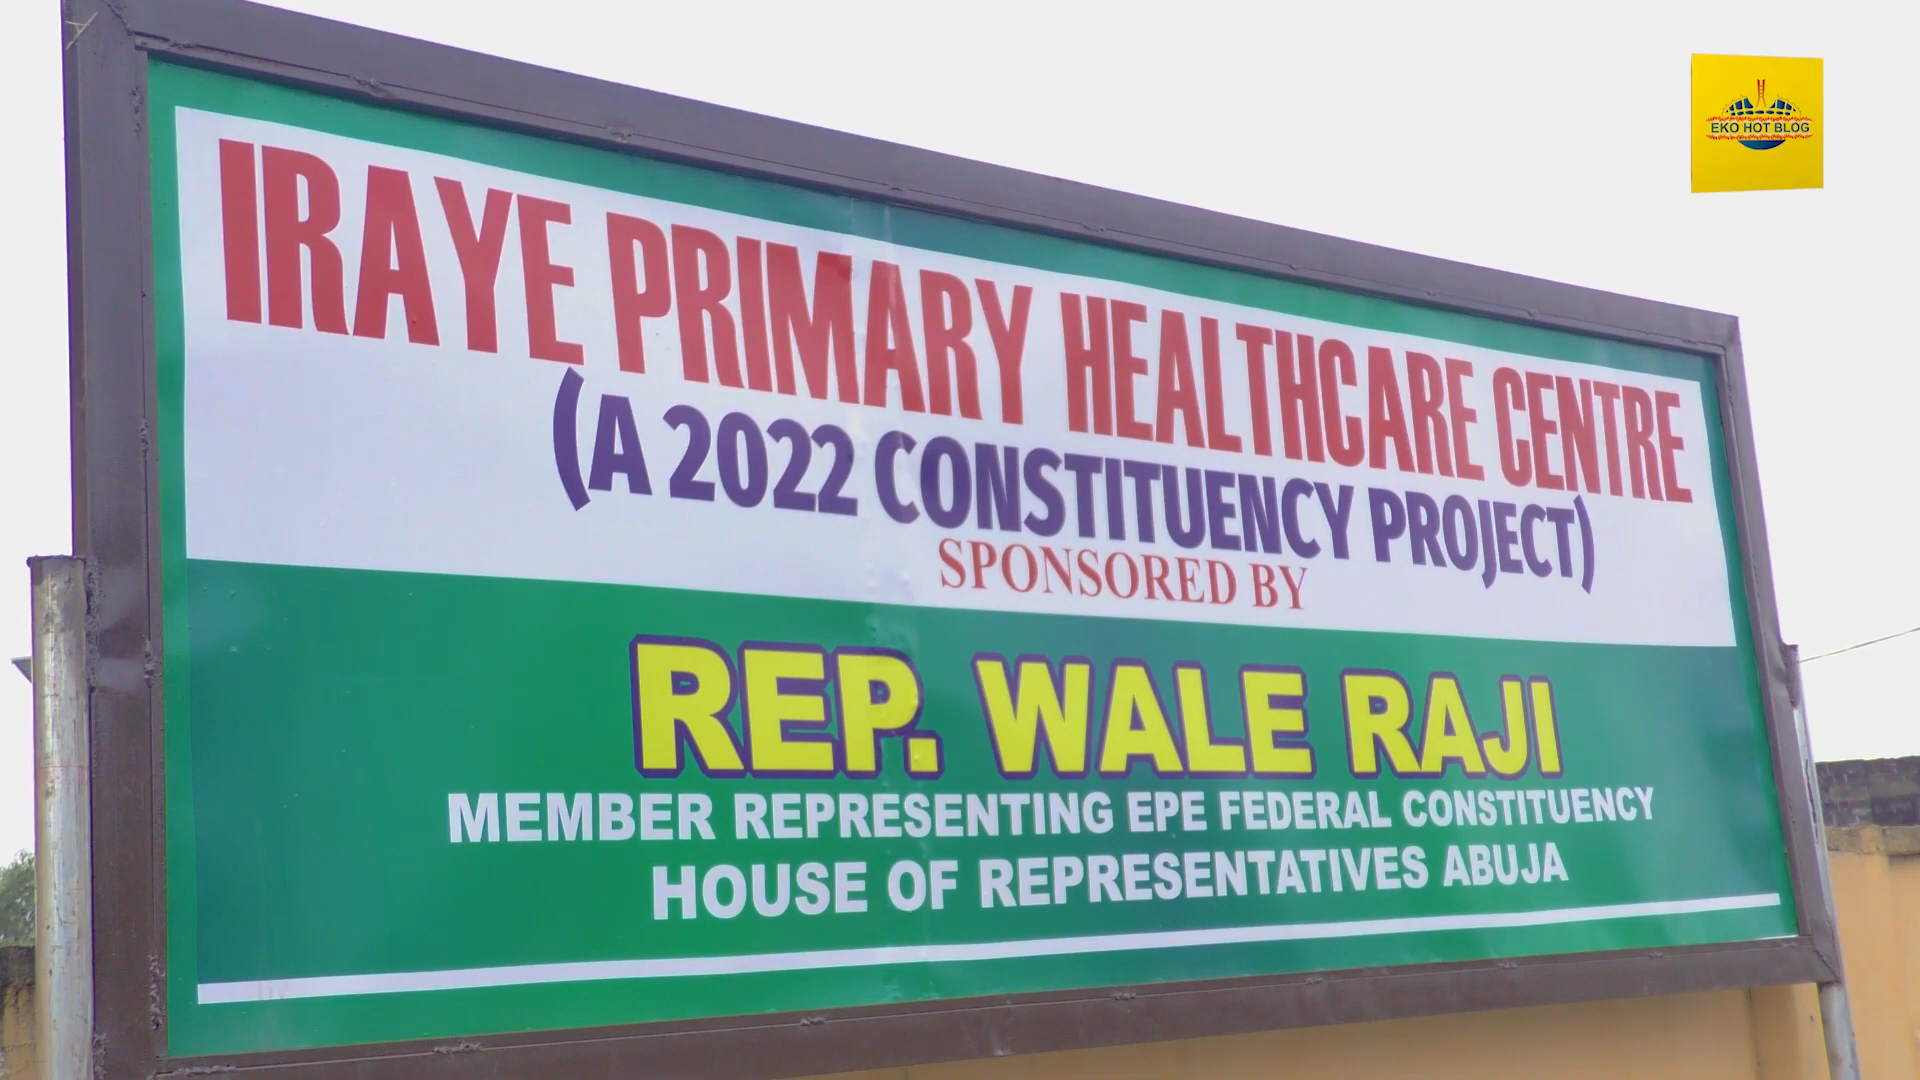 IRAYE PRIMARY HEALTHCARE CENTRE
(A 2022 CONSTITUENCY PROJECT)
SPONSORED BY
REP. WALE RAJI
MEMBER REPRESENTING EPE FEDERAL CONSTITUENCY
HOUSE OF REPRESENTATIVES ABUJA
EKO HOT BLOG